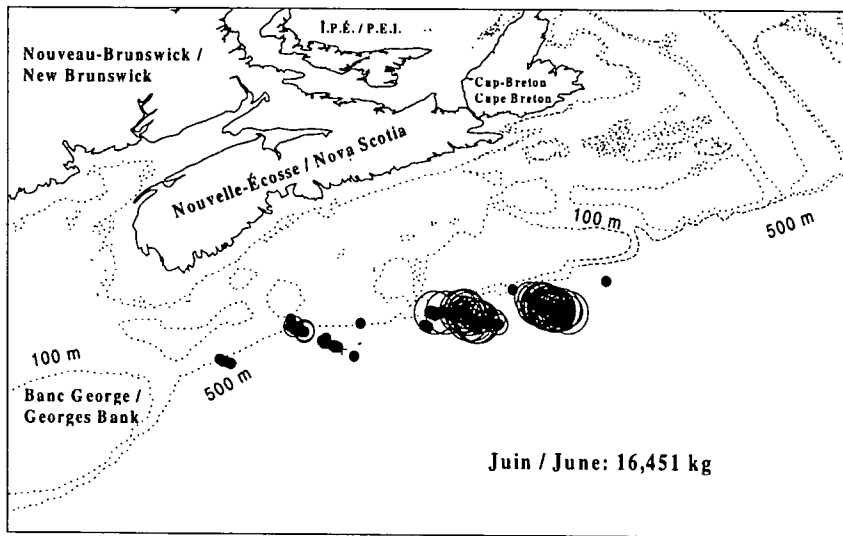 Nouveau-Brunswick /
New Brunswick
Î.P.É. / P.E.I.
Cap-Breton
Cape Breton
Nouvelle-Écosse / Nova Scotia
100 m
500 m
100 m
500 m
Banc George /
Georges Bank
Juin / June: 16,451 kg